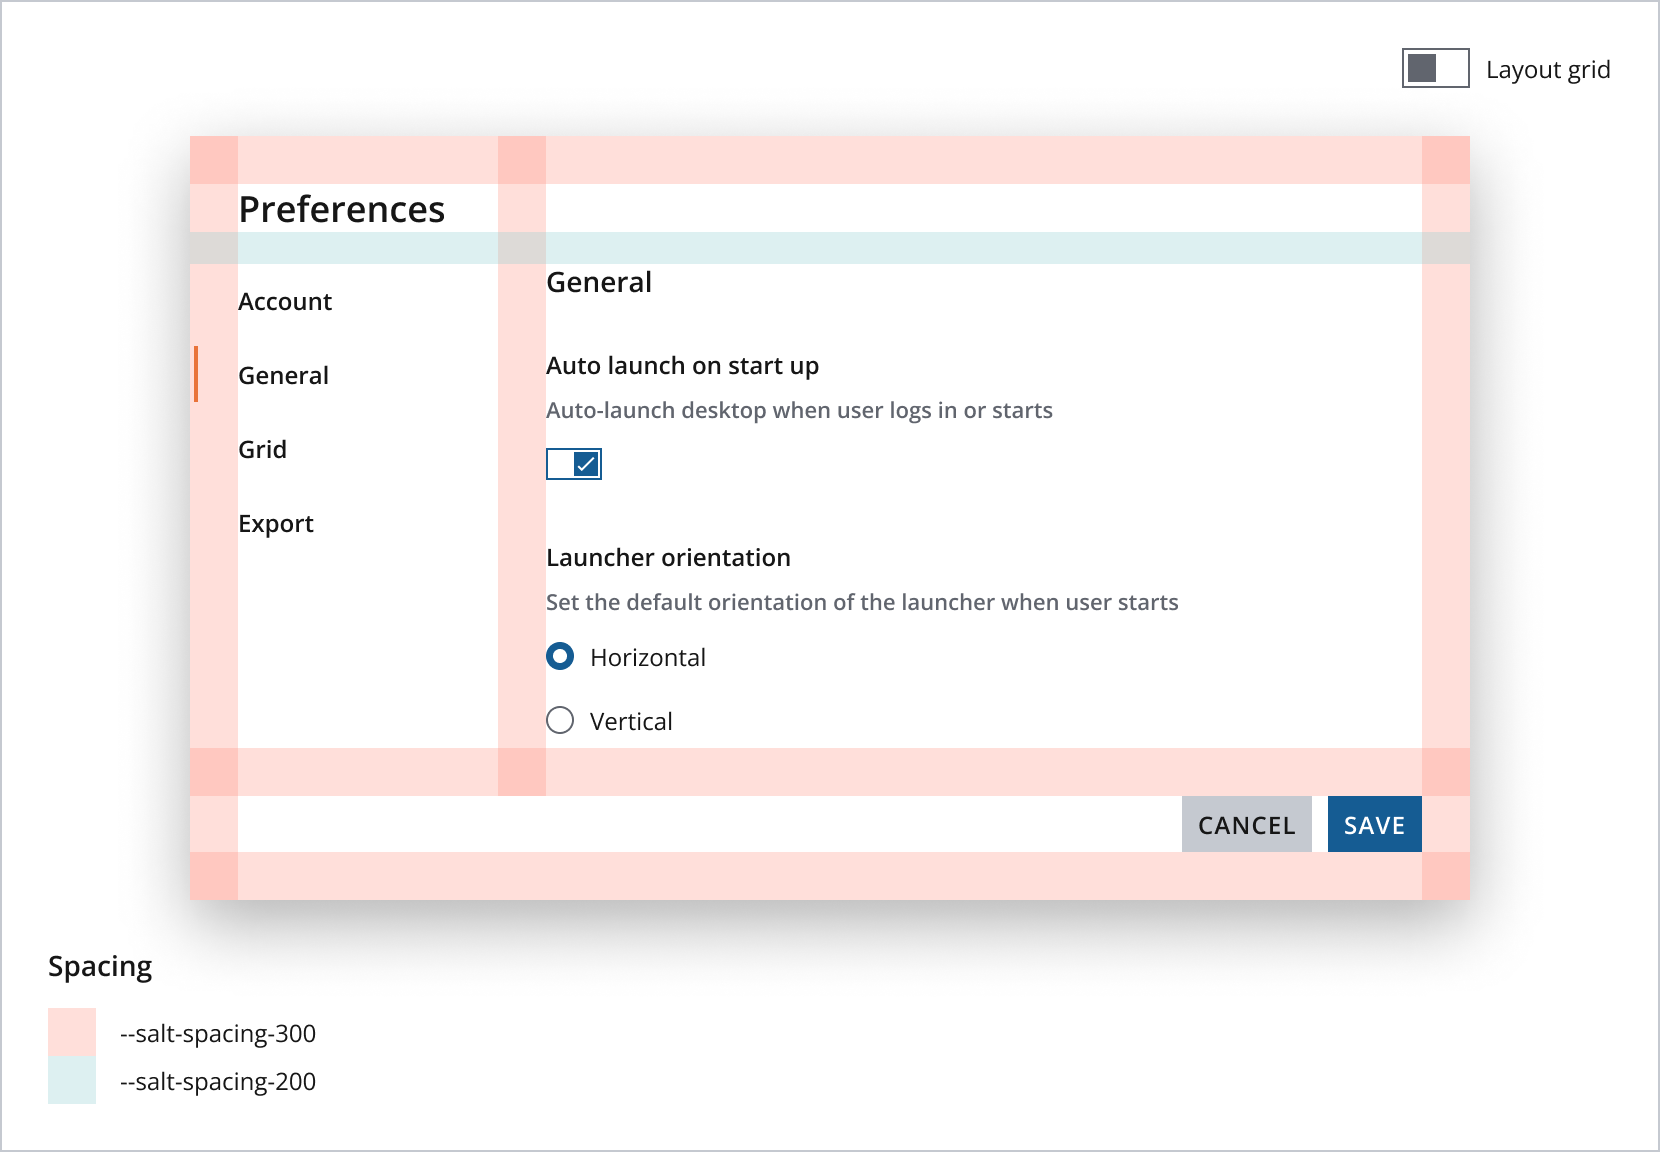 Layout grid
Preferences
Account
General
Grid
Export
General
Auto launch on start up
Auto-launch desktop when user logs in or starts
Launcher orientation
Set the default orientation of the launcher when user starts
Horizontal
Vertical
CANCEL
SAVE
Spacing
--salt-spacing-300
--salt-spacing-200